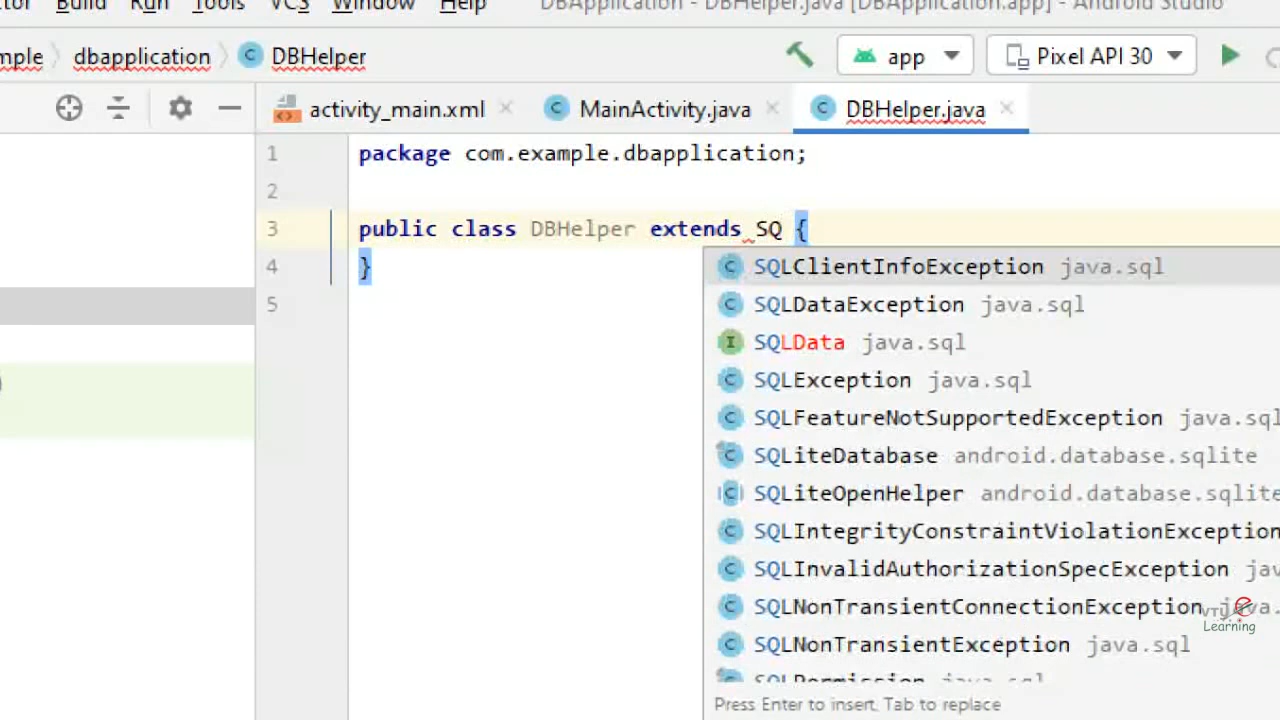 Build Run Tools VCS Window Help DBApplication - DBHelper.java [DBApplication.app] - Android Studio
dbapplication DBHelper app Pixel API 30
activity_main.xml MainActivity.java DBHelper.java
1 package com.example.dbapplication;
2
3 public class DBHelper extends SQ {
4 }
5
SQLClientInfoException java.sql
SQLDataException java.sql
SQLData java.sql
SQLException java.sql
SQLFeatureNotSupportedException java.sql
SQLiteDatabase android.database.sqlite
SQLiteOpenHelper android.database.sqlite
SQLIntegrityConstraintViolationException
SQLInvalidAuthorizationSpecException
SQLNonTransientConnectionException
SQLNonTransientException java.sql
SQLPermission java.sql
VTU e Learning
Press Enter to insert, Tab to replace